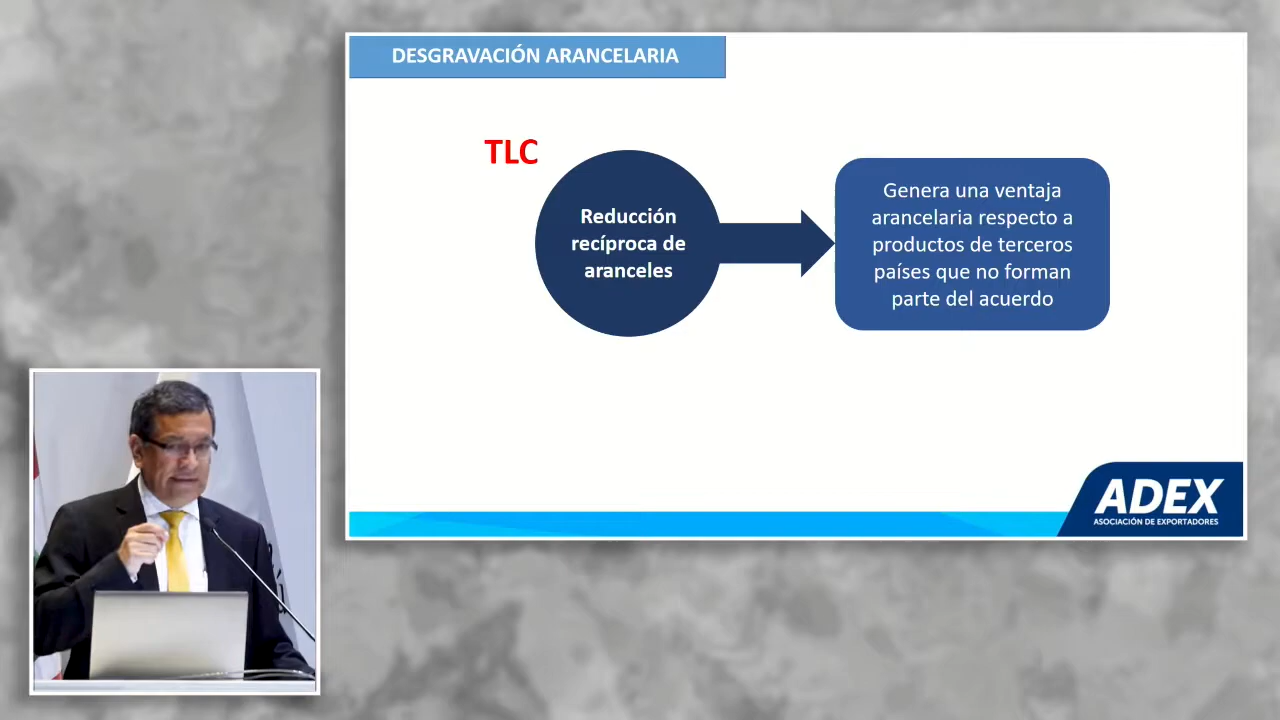 DESGRAVACIÓN ARANCELARIA
TLC
Reducción
recíproca de
aranceles
Genera una ventaja
arancelaria respecto a
productos de terceros
países que no forman
parte del acuerdo
ADEX
ASOCIACIÓN DE EXPORTADORES